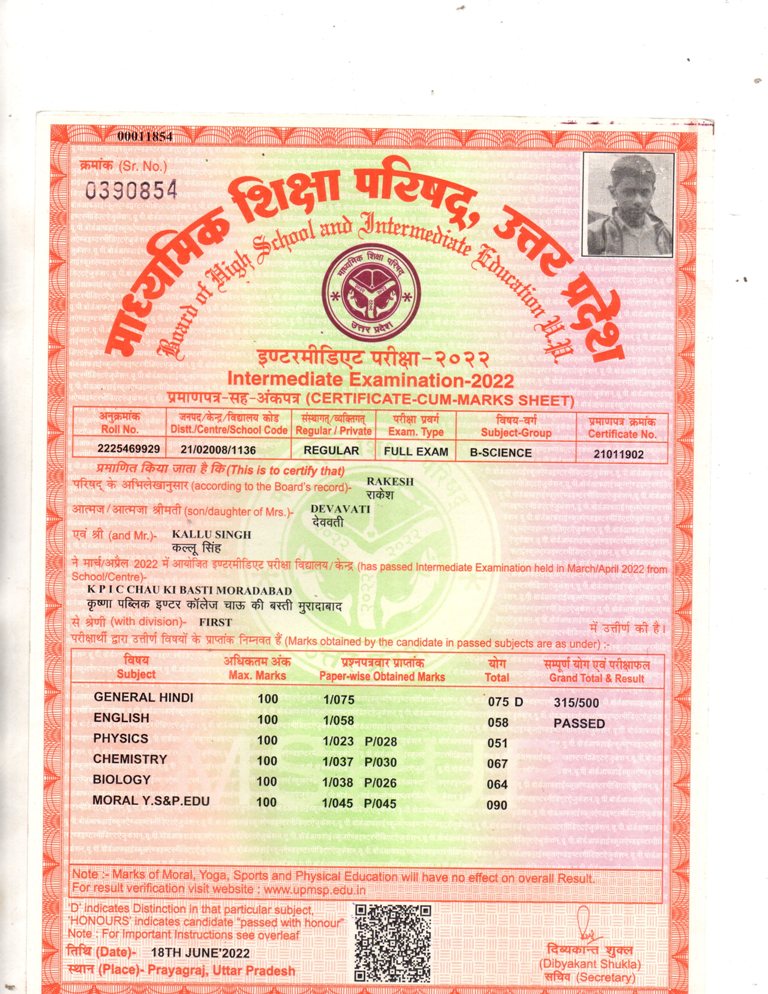 00011854
क्रमांक (Sr. No.)
0390854
माध्यमिक शिक्षा परिषद्, उत्तर प्रदेश
Board of High School and Intermediate Education U.P.
माध्यमिक शिक्षा परिषद्
उत्तर प्रदेश
इण्टरमीडिएट परीक्षा-२०२२
Intermediate Examination-2022
प्रमाणपत्र-सह-अंकपत्र (CERTIFICATE-CUM-MARKS SHEET)
अनुक्रमांक जनपद/केन्द्र/विद्यालय कोड संस्थागत/व्यक्तिगत परीक्षा प्रवर्ग विषय-वर्ग प्रमाणपत्र क्रमांक
Roll No. Distt./Centre/School Code Regular / Private Exam. Type Subject-Group Certificate No.
2225469929 21/02008/1136 REGULAR FULL EXAM B-SCIENCE 21011902
प्रमाणित किया जाता है कि (This is to certify that)
परिषद् के अभिलेखानुसार (according to the Board's record)- RAKESH
राकेश
आत्मज/आत्मजा श्रीमती (son/daughter of Mrs.)- DEVAVATI
देववती
एवं श्री (and Mr.)- KALLU SINGH
कल्लू सिंह
ने मार्च/अप्रैल 2022 में आयोजित इण्टरमीडिएट परीक्षा विद्यालय/केन्द्र (has passed Intermediate Examination held in March/April 2022 from
School/Centre)-
K P I C CHAU KI BASTI MORADABAD
कृष्णा पब्लिक इण्टर कॉलेज चाऊ की बस्ती मुरादाबाद
से श्रेणी (with division)- FIRST में उत्तीर्ण की है।
परीक्षार्थी द्वारा उत्तीर्ण विषयों के प्राप्तांक निम्नवत् हैं (Marks obtained by the candidate in passed subjects are as under) :-
विषय अधिकतम अंक प्रश्नपत्रवार प्राप्तांक योग सम्पूर्ण योग एवं परीक्षाफल
Subject Max. Marks Paper-wise Obtained Marks Total Grand Total & Result
GENERAL HINDI 100 1/075 075 D 315/500
ENGLISH 100 1/058 058 PASSED
PHYSICS 100 1/023 P/028 051
CHEMISTRY 100 1/037 P/030 067
BIOLOGY 100 1/038 P/026 064
MORAL Y.S&P.EDU 100 1/045 P/045 090
Note :- Marks of Moral, Yoga, Sports and Physical Education will have no effect on overall Result.
For result verification visit website : www.upmsp.edu.in
'D' indicates Distinction in that particular subject,
'HONOURS' indicates candidate "passed with honour"
Note : For Important Instructions see overleaf
तिथि (Date)- 18TH JUNE'2022
स्थान (Place)- Prayagraj, Uttar Pradesh
दिव्यकान्त शुक्ल
(Dibyakant Shukla)
सचिव (Secretary)